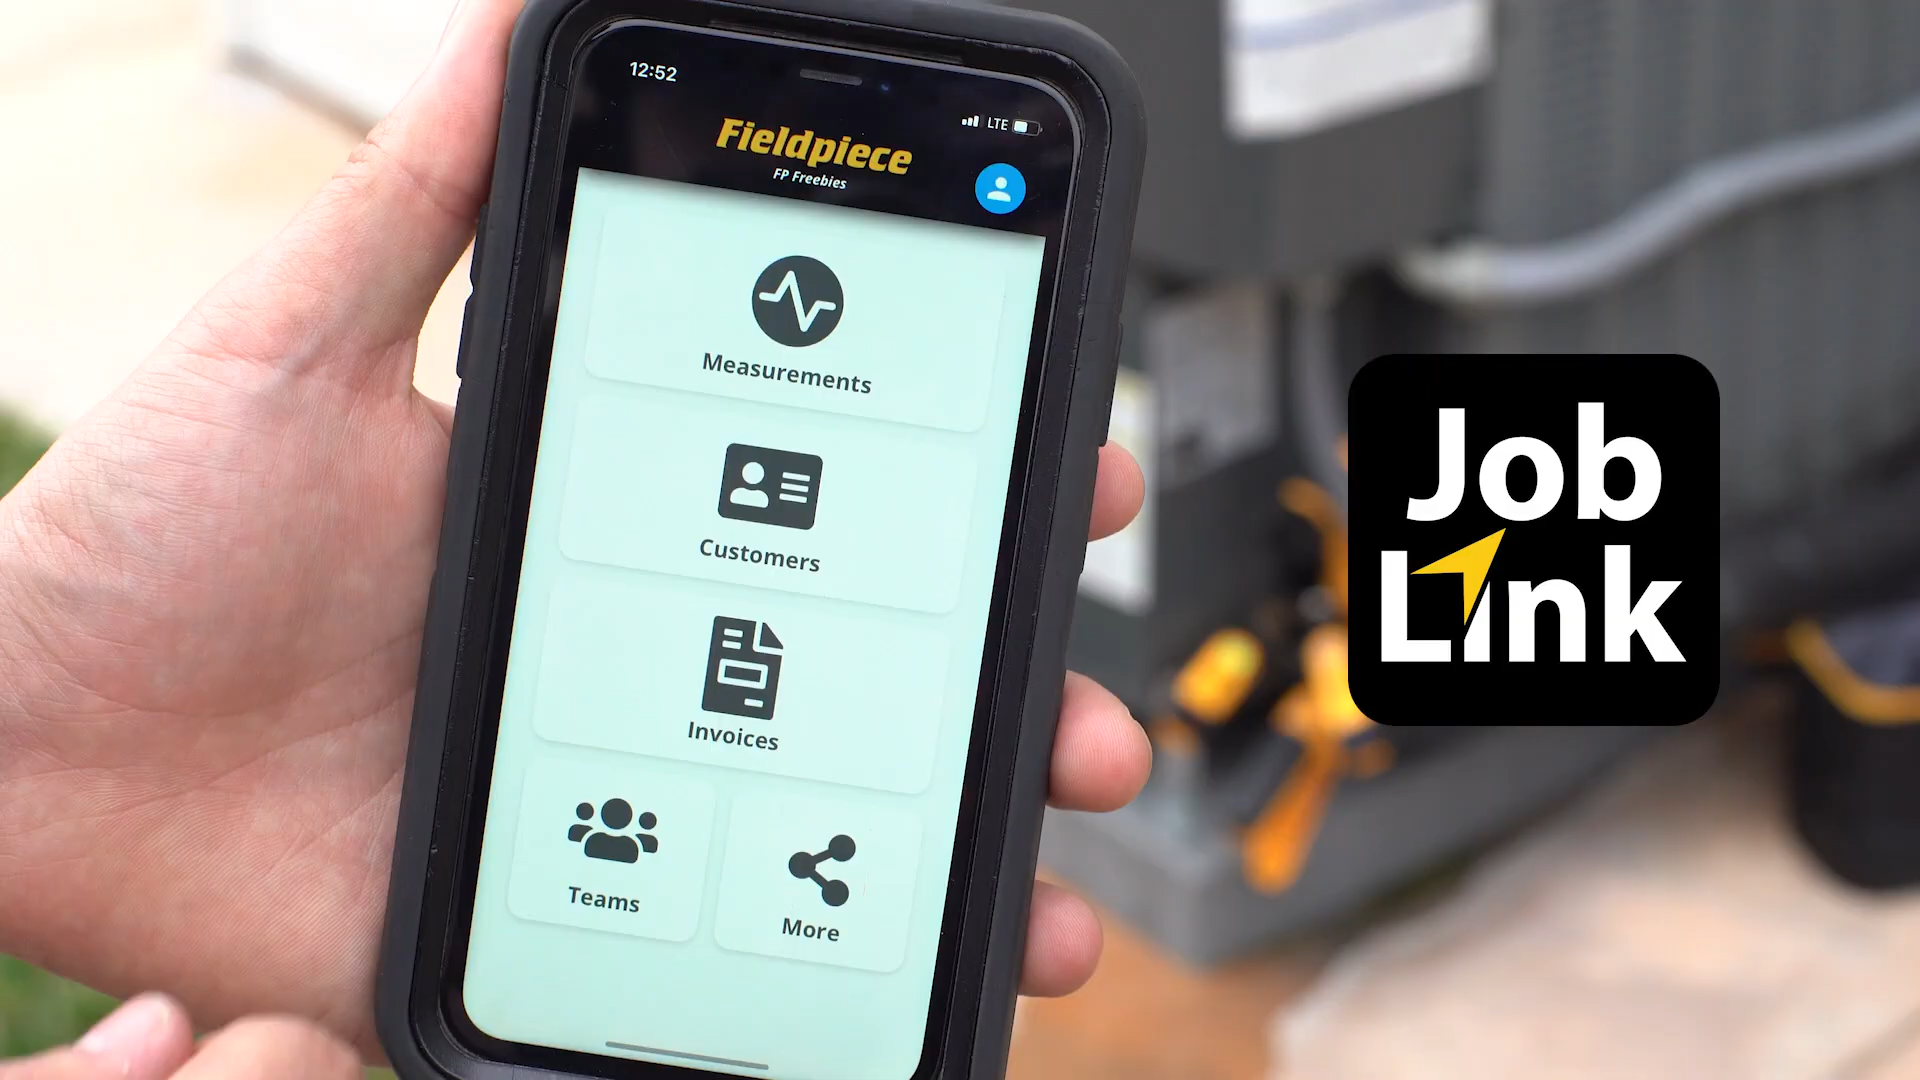 12:52
LTE
Fieldpiece
FP Freebies
Measurements
Customers
Invoices
Teams
More
Job
Link